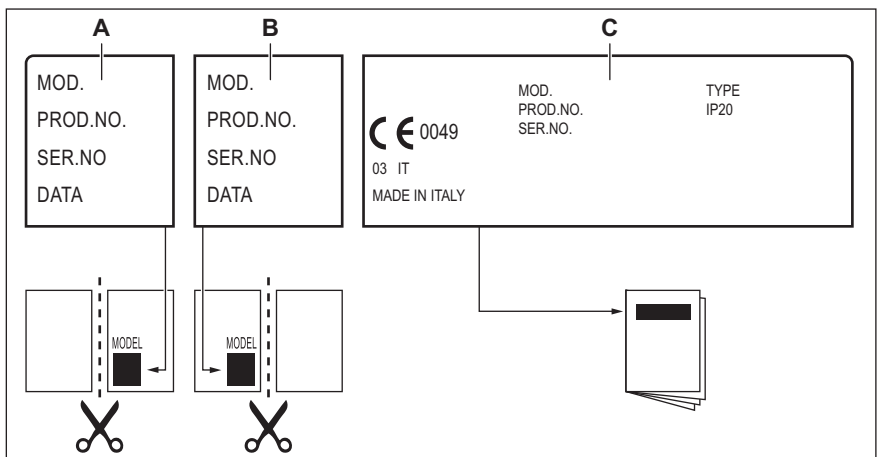 A
B
C
MOD.
PROD.NO.
SER.NO
DATA
MOD.
PROD.NO.
SER.NO
DATA
MOD.
PROD.NO.
SER.NO.
TYPE
IP20
CE 0049
03 IT
MADE IN ITALY
MODEL
MODEL